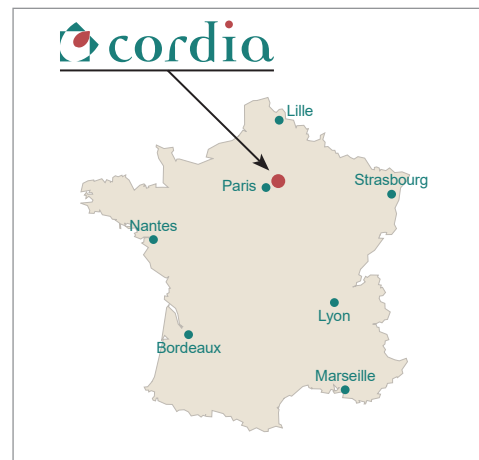 cordia
Lille
Paris
Strasbourg
Nantes
Lyon
Bordeaux
Marseille